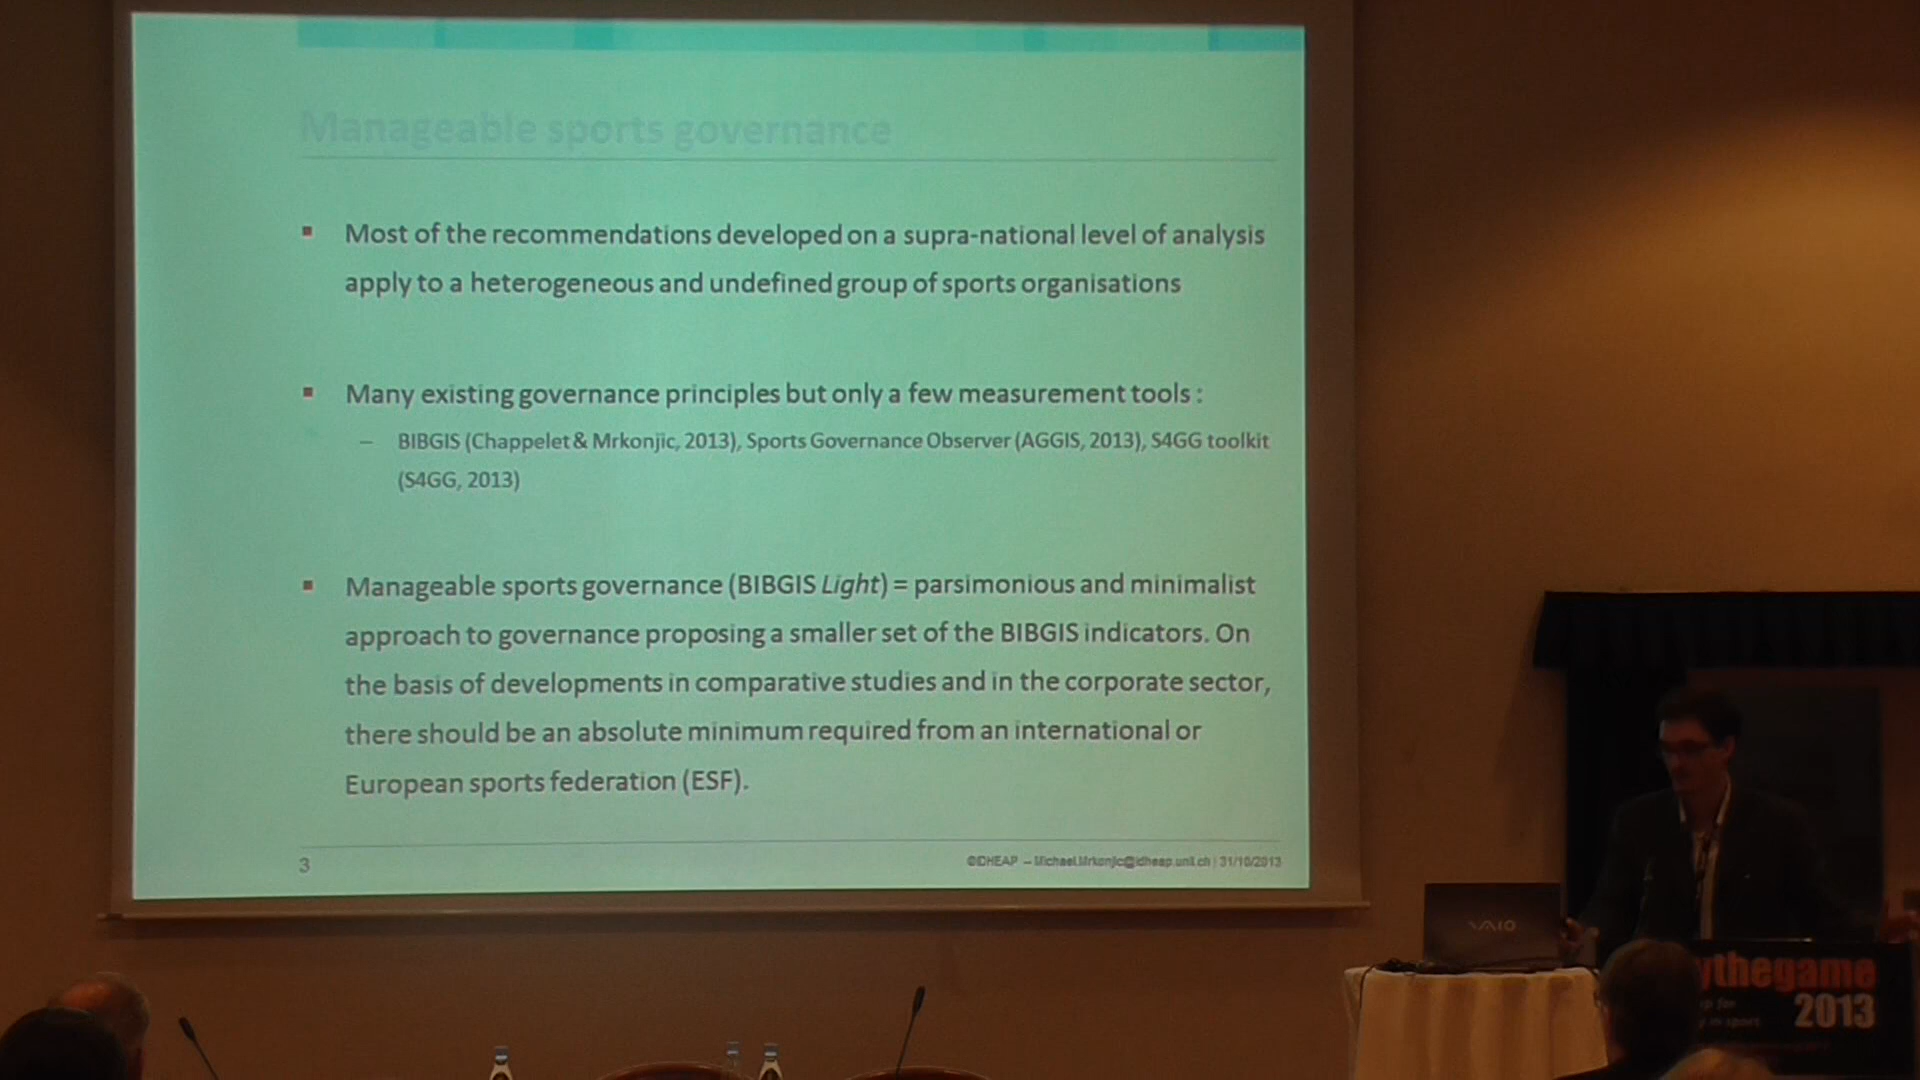 Manageable sports governance
▪ Most of the recommendations developed on a supra-national level of analysis
apply to a heterogeneous and undefined group of sports organisations
▪ Many existing governance principles but only a few measurement tools :
– BIBGIS (Chappelet & Mrkonjic, 2013), Sports Governance Observer (AGGIS, 2013), S4GG toolkit
(S4GG, 2013)
▪ Manageable sports governance (BIBGIS Light) = parsimonious and minimalist
approach to governance proposing a smaller set of the BIBGIS indicators. On
the basis of developments in comparative studies and in the corporate sector,
there should be an absolute minimum required from an international or
European sports federation (ESF).
3
©IDHEAP – Michael.Mrkonjic@idheap.unil.ch | 31/10/2013
VAIO
ythegame
2013